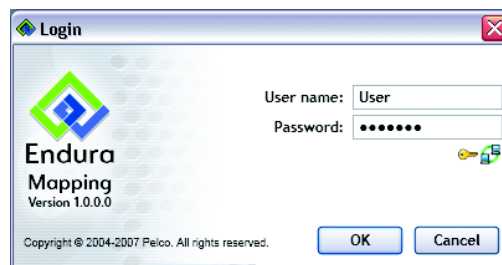 Login
User name: User
Password: •••••••
Endura
Mapping
Version 1.0.0.0
Copyright © 2004-2007 Pelco. All rights reserved.
OK Cancel